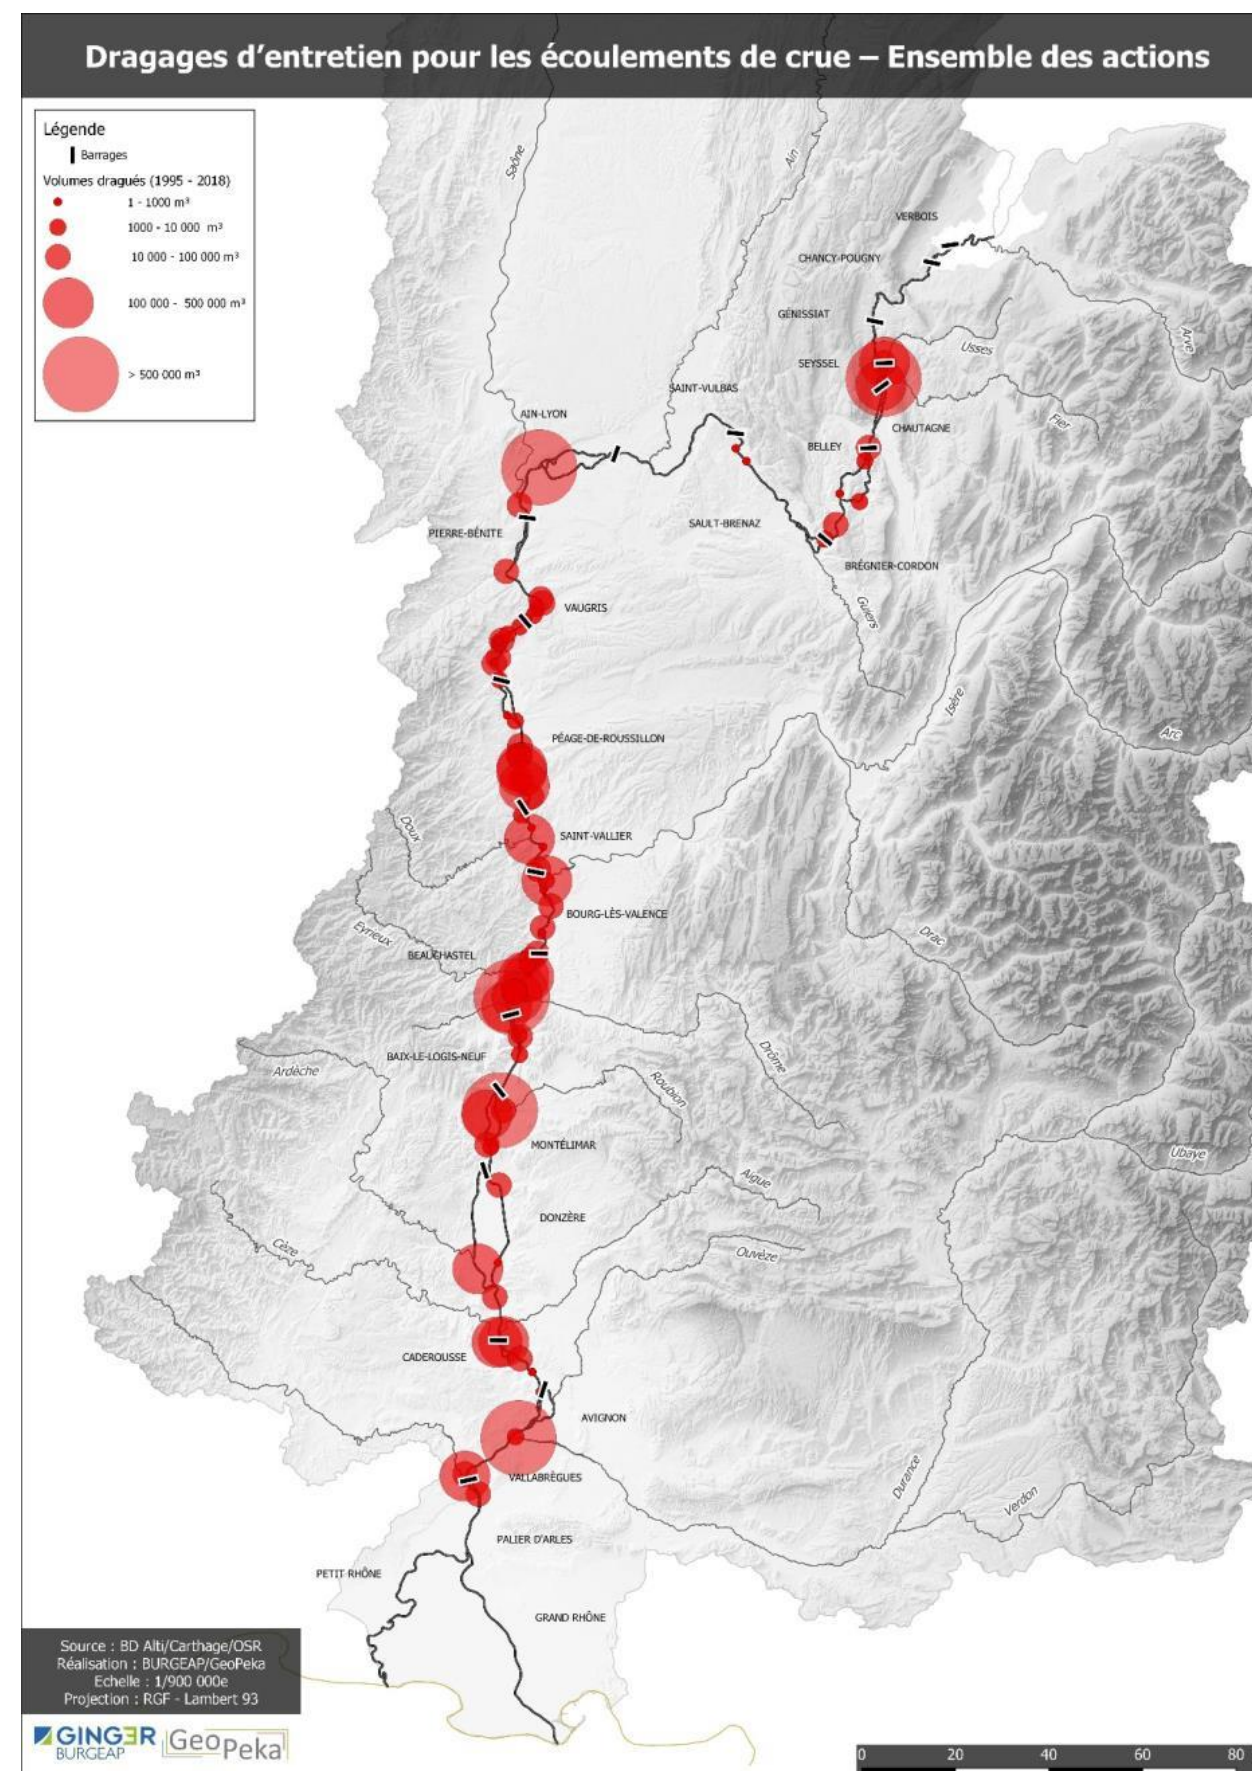 Dragages d'entretien pour les écoulements de crue – Ensemble des actions
Légende
Barrages
Volumes dragués (1995 - 2018)
1 - 1000 m³
1000 - 10 000 m³
10 000 - 100 000 m³
100 000 - 500 000 m³
> 500 000 m³
Saône
Ain
VERBOIS
CHANCY-POUGNY
GÉNISSIAT
Usses
Arve
SEYSSEL
SAINT-VULBAS
AIN-LYON
Fier
CHAUTAGNE
BELLEY
SAULT-BRENAZ
PIERRE-BÉNITE
BRÉGNIER-CORDON
VAUGRIS
Guiers
Isère
Arc
PÉAGE-DE-ROUSSILLON
Doux
SAINT-VALLIER
BOURG-LÈS-VALENCE
Eyrieux
Drac
BEAUCHASTEL
BAIX-LE-LOGIS-NEUF
Drôme
Ardèche
Roubion
MONTÉLIMAR
Ubaye
Aigue
DONZÈRE
Cèze
Ouvèze
CADEROUSSE
AVIGNON
VALLABRÈGUES
Durance
Verdon
PALIER D'ARLES
PETIT RHÔNE
GRAND RHÔNE
Source : BD Alti/Carthage/OSR
Réalisation : BURGEAP/GeoPeka
Echelle : 1/900 000e
Projection : RGF - Lambert 93
GINGER
BURGEAP
GeoPeka
0 20 40 60 80